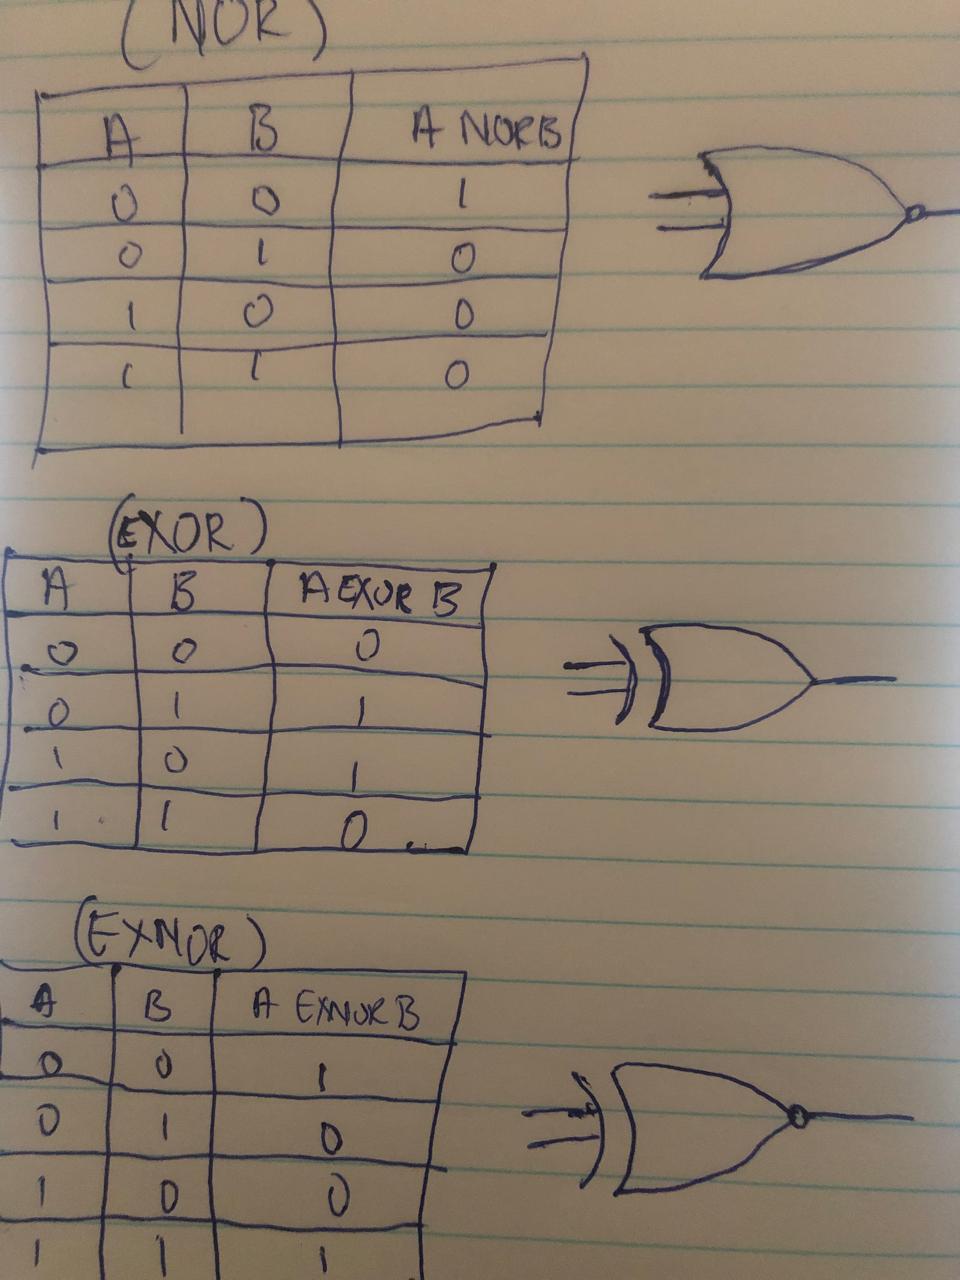 (NOR)
A B A NOR B
0 0 1
0 1 0
1 0 0
1 1 0
(EXOR)
A B A EXOR B
0 0 0
0 1 1
1 0 1
1 1 0
(EXNOR)
A B A EXNOR B
0 0 1
0 1 0
1 0 0
1 1 1